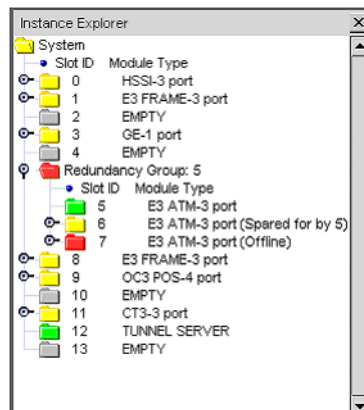 Instance Explorer
System
Slot ID Module Type
0 HSSI-3 port
1 E3 FRAME-3 port
2 EMPTY
3 GE-1 port
4 EMPTY
Redundancy Group: 5
Slot ID Module Type
5 E3 ATM-3 port
6 E3 ATM-3 port (Spared for by 5)
7 E3 ATM-3 port (Offline)
8 E3 FRAME-3 port
9 OC3 POS-4 port
10 EMPTY
11 CT3-3 port
12 TUNNEL SERVER
13 EMPTY